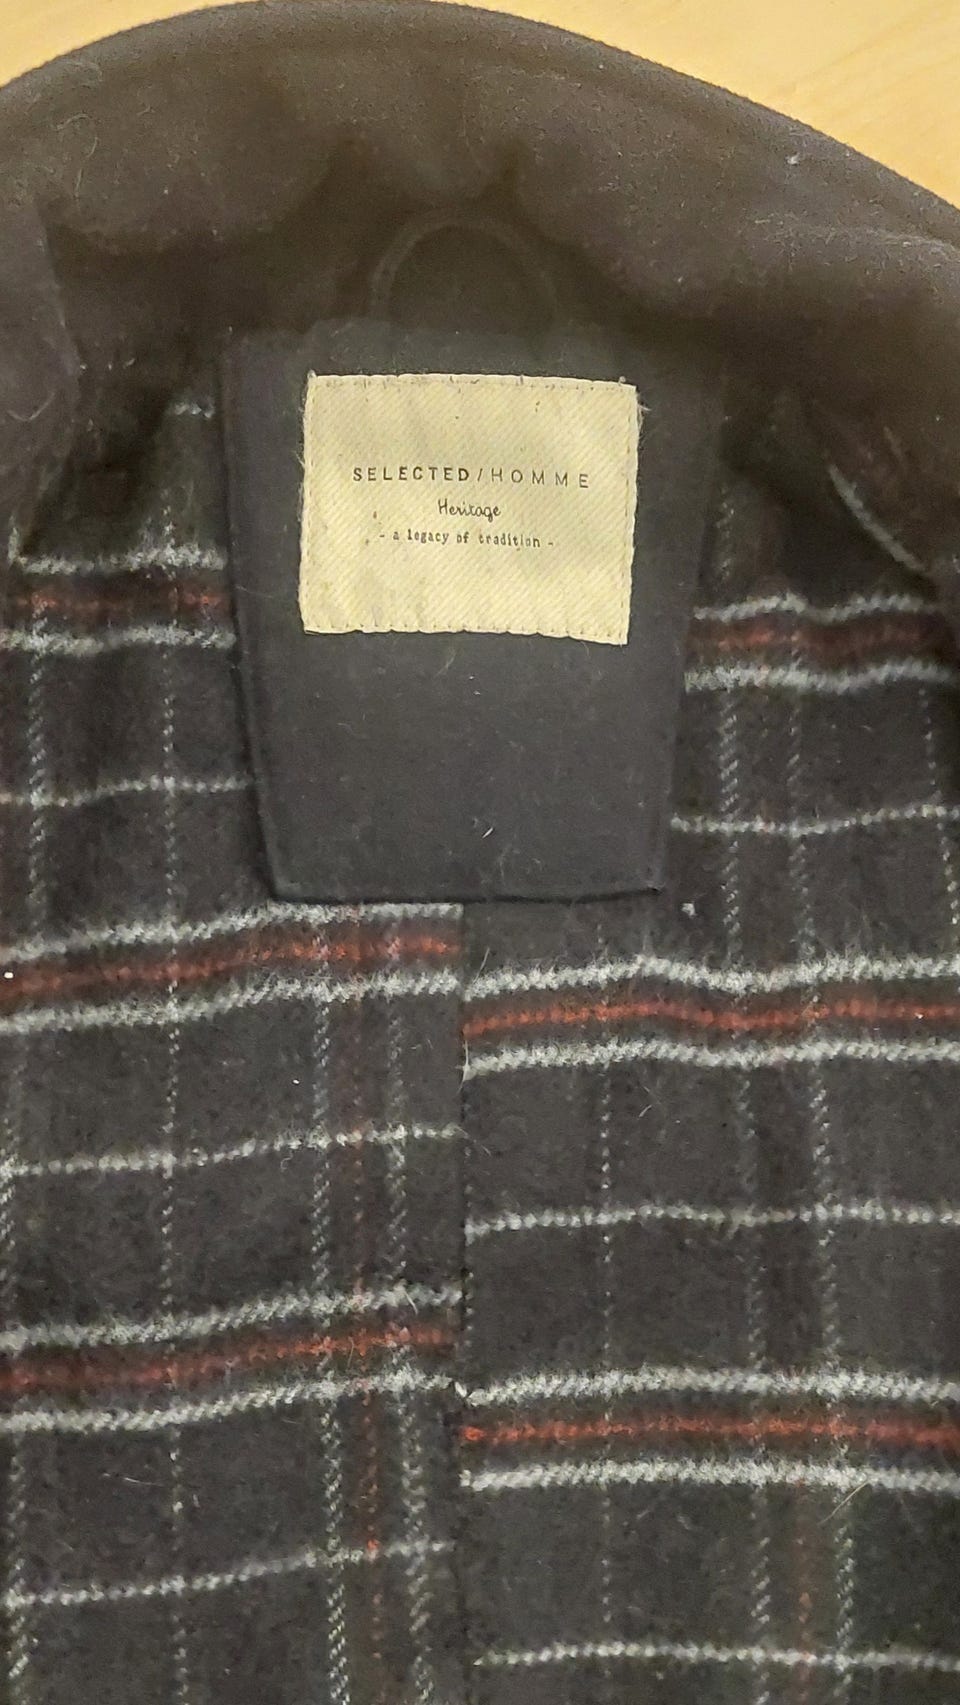 SELECTED/HOMME
Heritage
- a legacy of tradition -